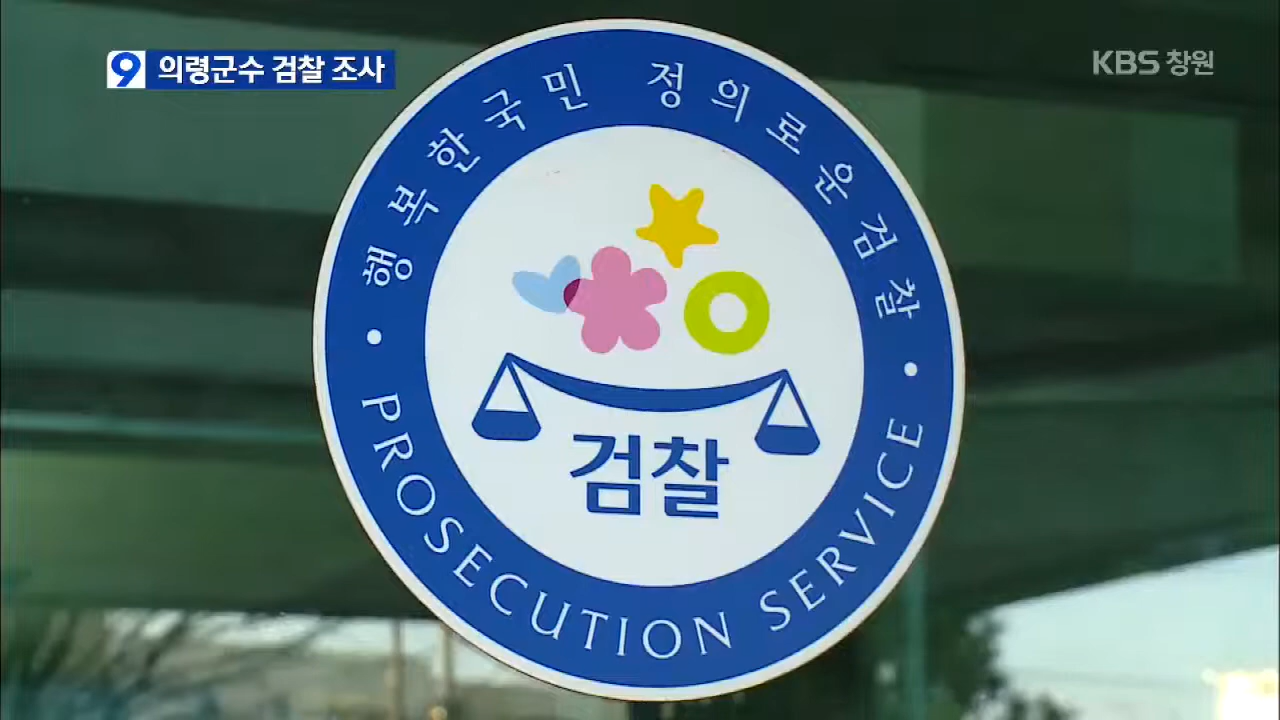 9 의령군수 검찰 조사
KBS 창원
행복한국민 정의로운검찰
검찰
PROSECUTION SERVICE